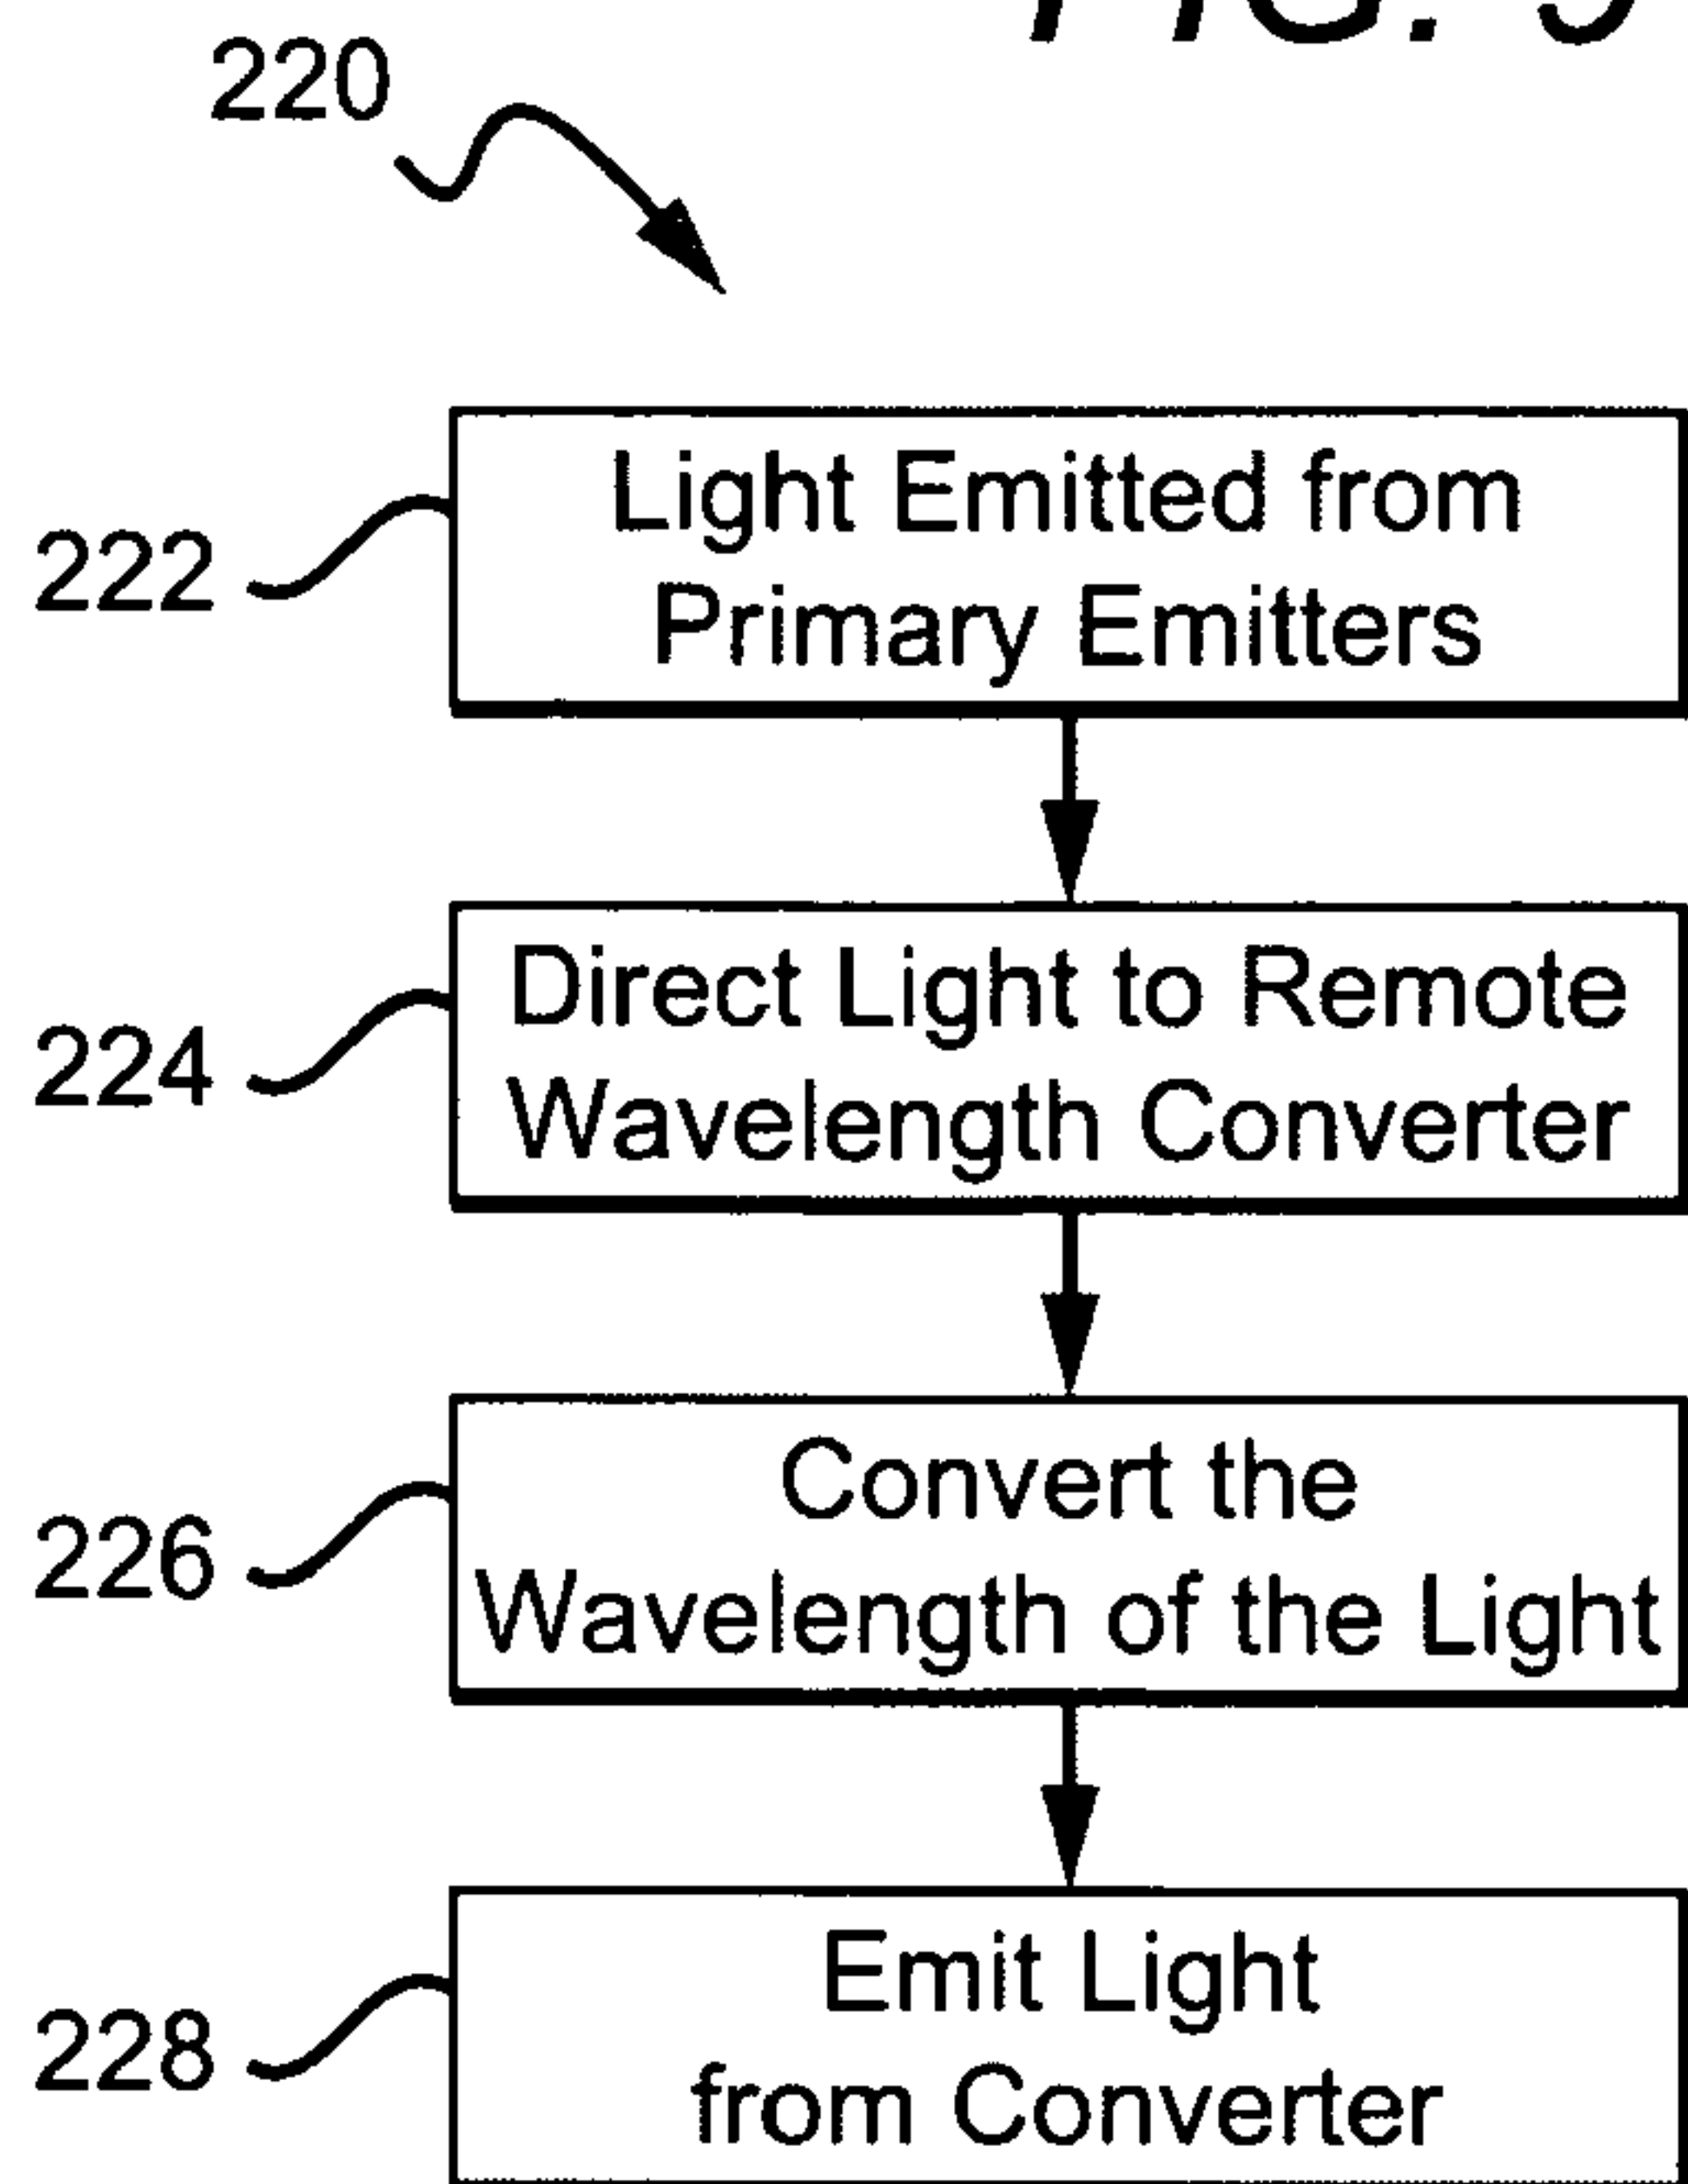 FIG.
220
222
Light Emitted from
Primary Emitters
224
Direct Light to Remote
Wavelength Converter
226
Convert the
Wavelength of the Light
228
Emit Light
from Converter